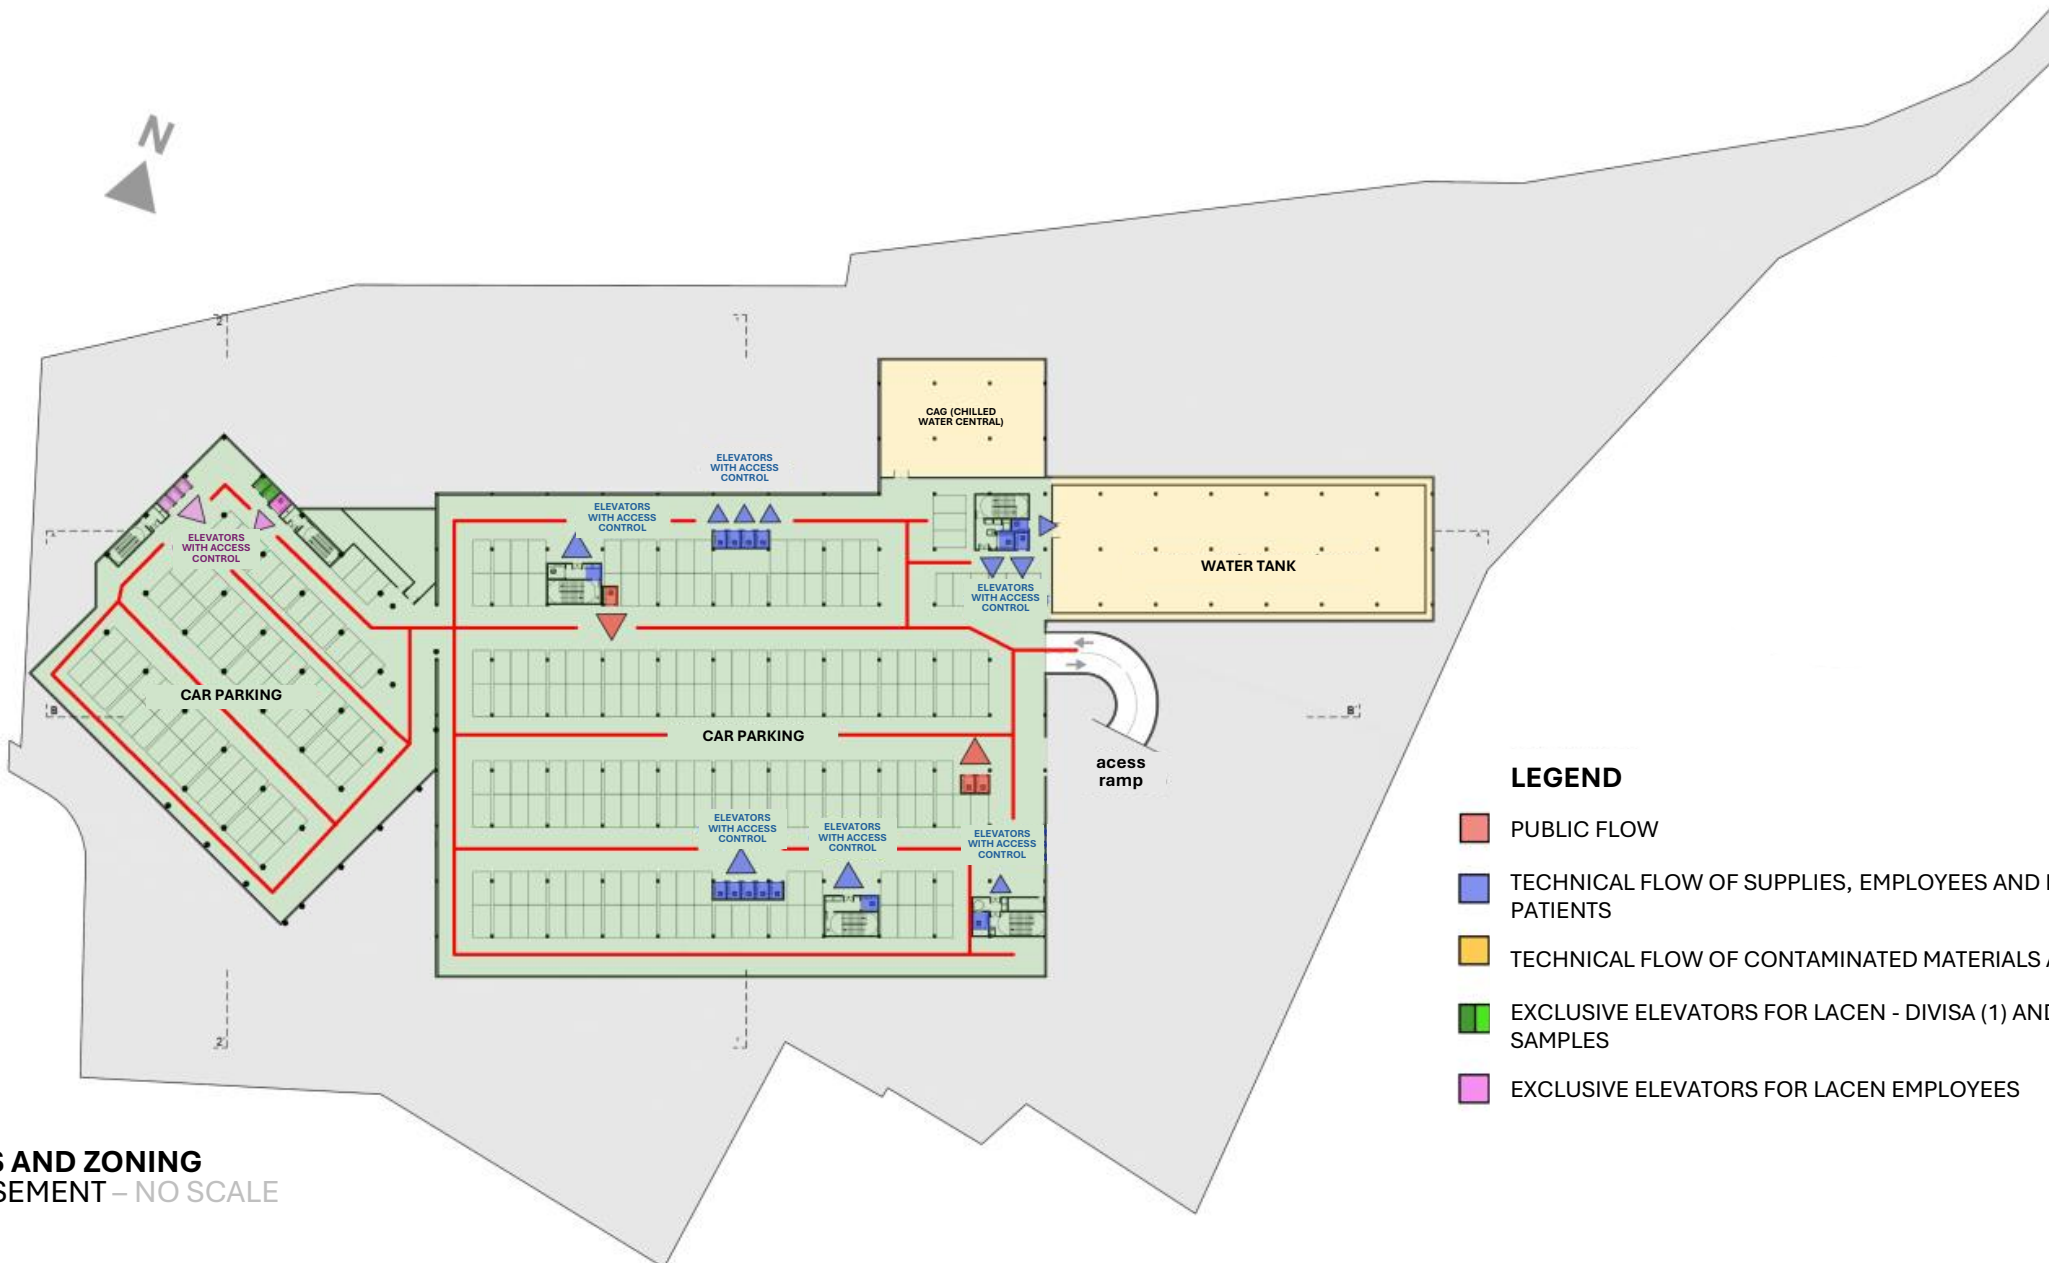 N
2
CAG (CHILLED
WATER CENTRAL)
ELEVATORS
WITH ACCESS
CONTROL
ELEVATORS
WITH ACCESS
CONTROL
ELEVATORS
WITH ACCESS
CONTROL
WATER TANK
ELEVATORS
WITH ACCESS
CONTROL
CAR PARKING
B
B'
CAR PARKING
acess
ramp
ELEVATORS
WITH ACCESS
CONTROL
ELEVATORS
WITH ACCESS
CONTROL
ELEVATORS
WITH ACCESS
CONTROL
2
LEGEND
PUBLIC FLOW
TECHNICAL FLOW OF SUPPLIES, EMPLOYEES AND
PATIENTS
TECHNICAL FLOW OF CONTAMINATED MATERIALS
EXCLUSIVE ELEVATORS FOR LACEN - DIVISA (1) AND
SAMPLES
EXCLUSIVE ELEVATORS FOR LACEN EMPLOYEES
AND ZONING
SEMENT – NO SCALE